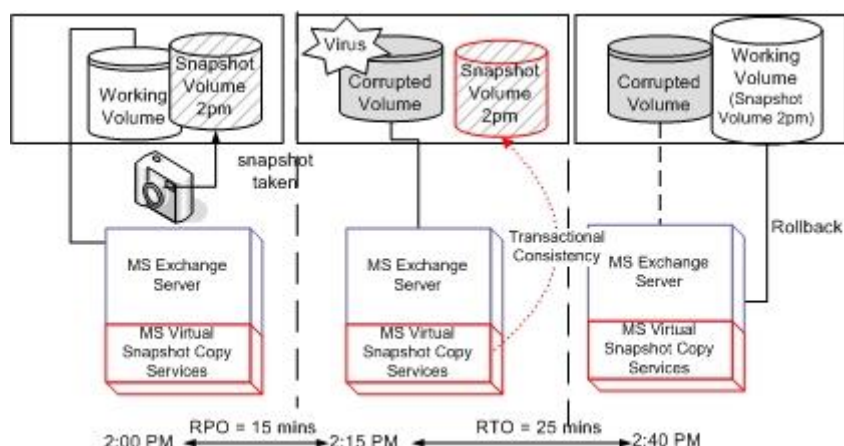 Working
Volume
Snapshot
Volume
2pm
snapshot
taken
MS Exchange
Server
MS Virtual
Snapshot Copy
Services
Virus
Corrupted
Volume
Snapshot
Volume
2pm
Transactional
Consistency
MS Exchange
Server
MS Virtual
Snapshot Copy
Services
Corrupted
Volume
Working
Volume
(Snapshot
Volume 2pm)
Rollback
MS Exchange
Server
MS Virtual
Snapshot Copy
Services
RPO = 15 mins
RTO = 25 mins
2:00 PM
2:15 PM
2:40 PM